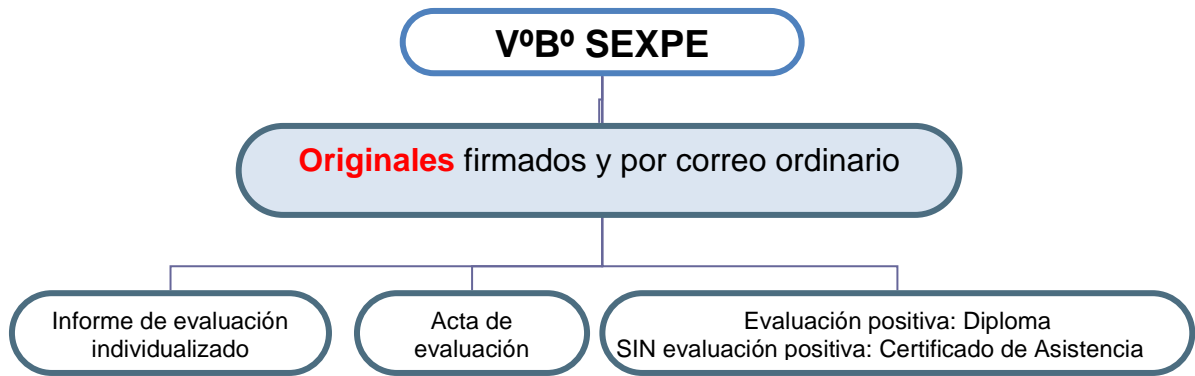 VºBº SEXPE
Originales firmados y por correo ordinario
Informe de evaluación
individualizado
Acta de
evaluación
Evaluación positiva: Diploma
SIN evaluación positiva: Certificado de Asistencia